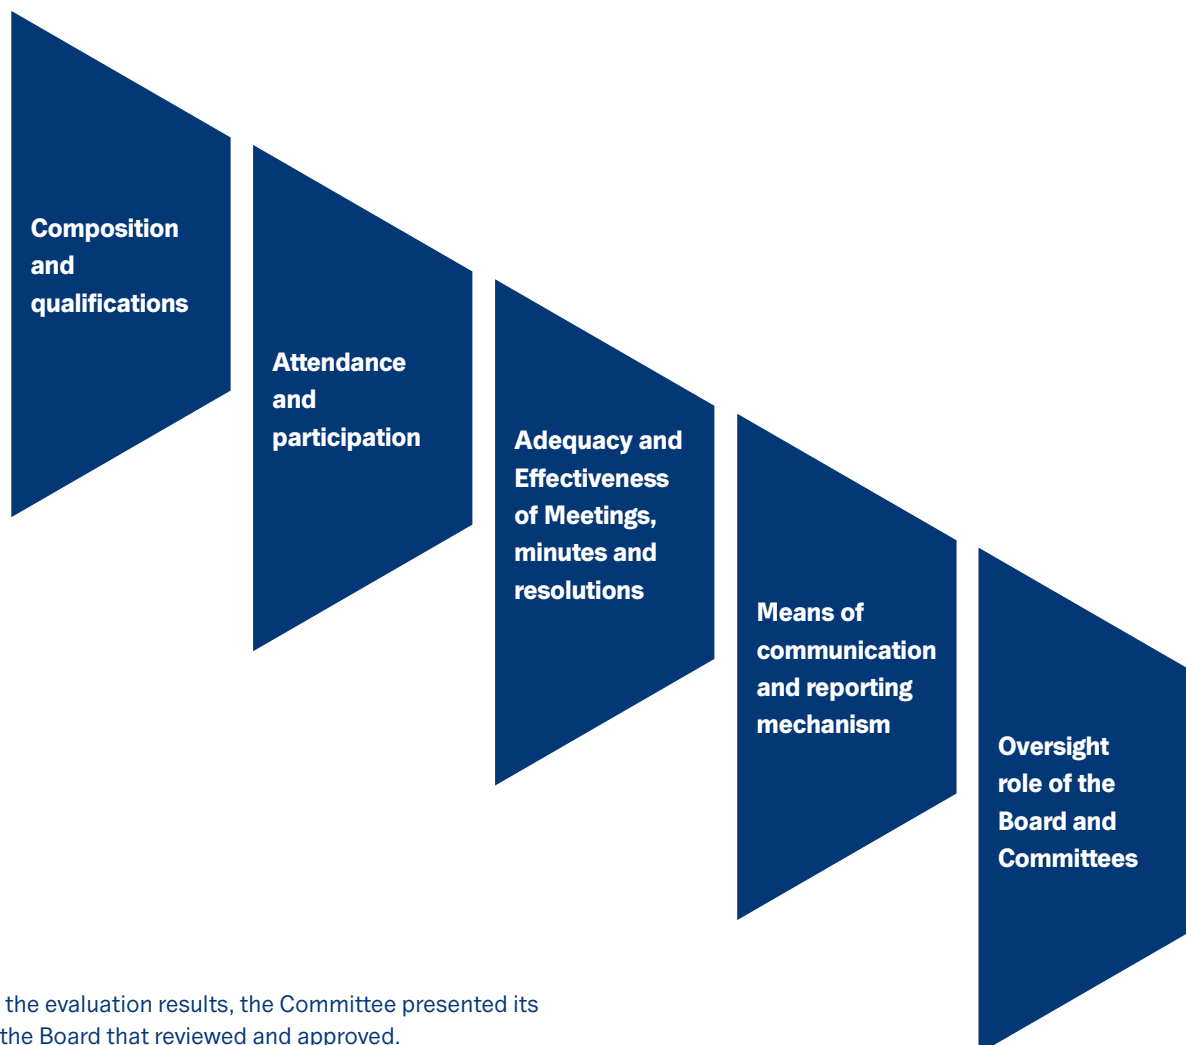 Composition
and
qualifications
Attendance
and
participation
Adequacy and
Effectiveness
of Meetings,
minutes and
resolutions
Means of
communication
and reporting
mechanism
Oversight
role of the
Board and
Committees
the evaluation results, the Committee presented its
the Board that reviewed and approved.